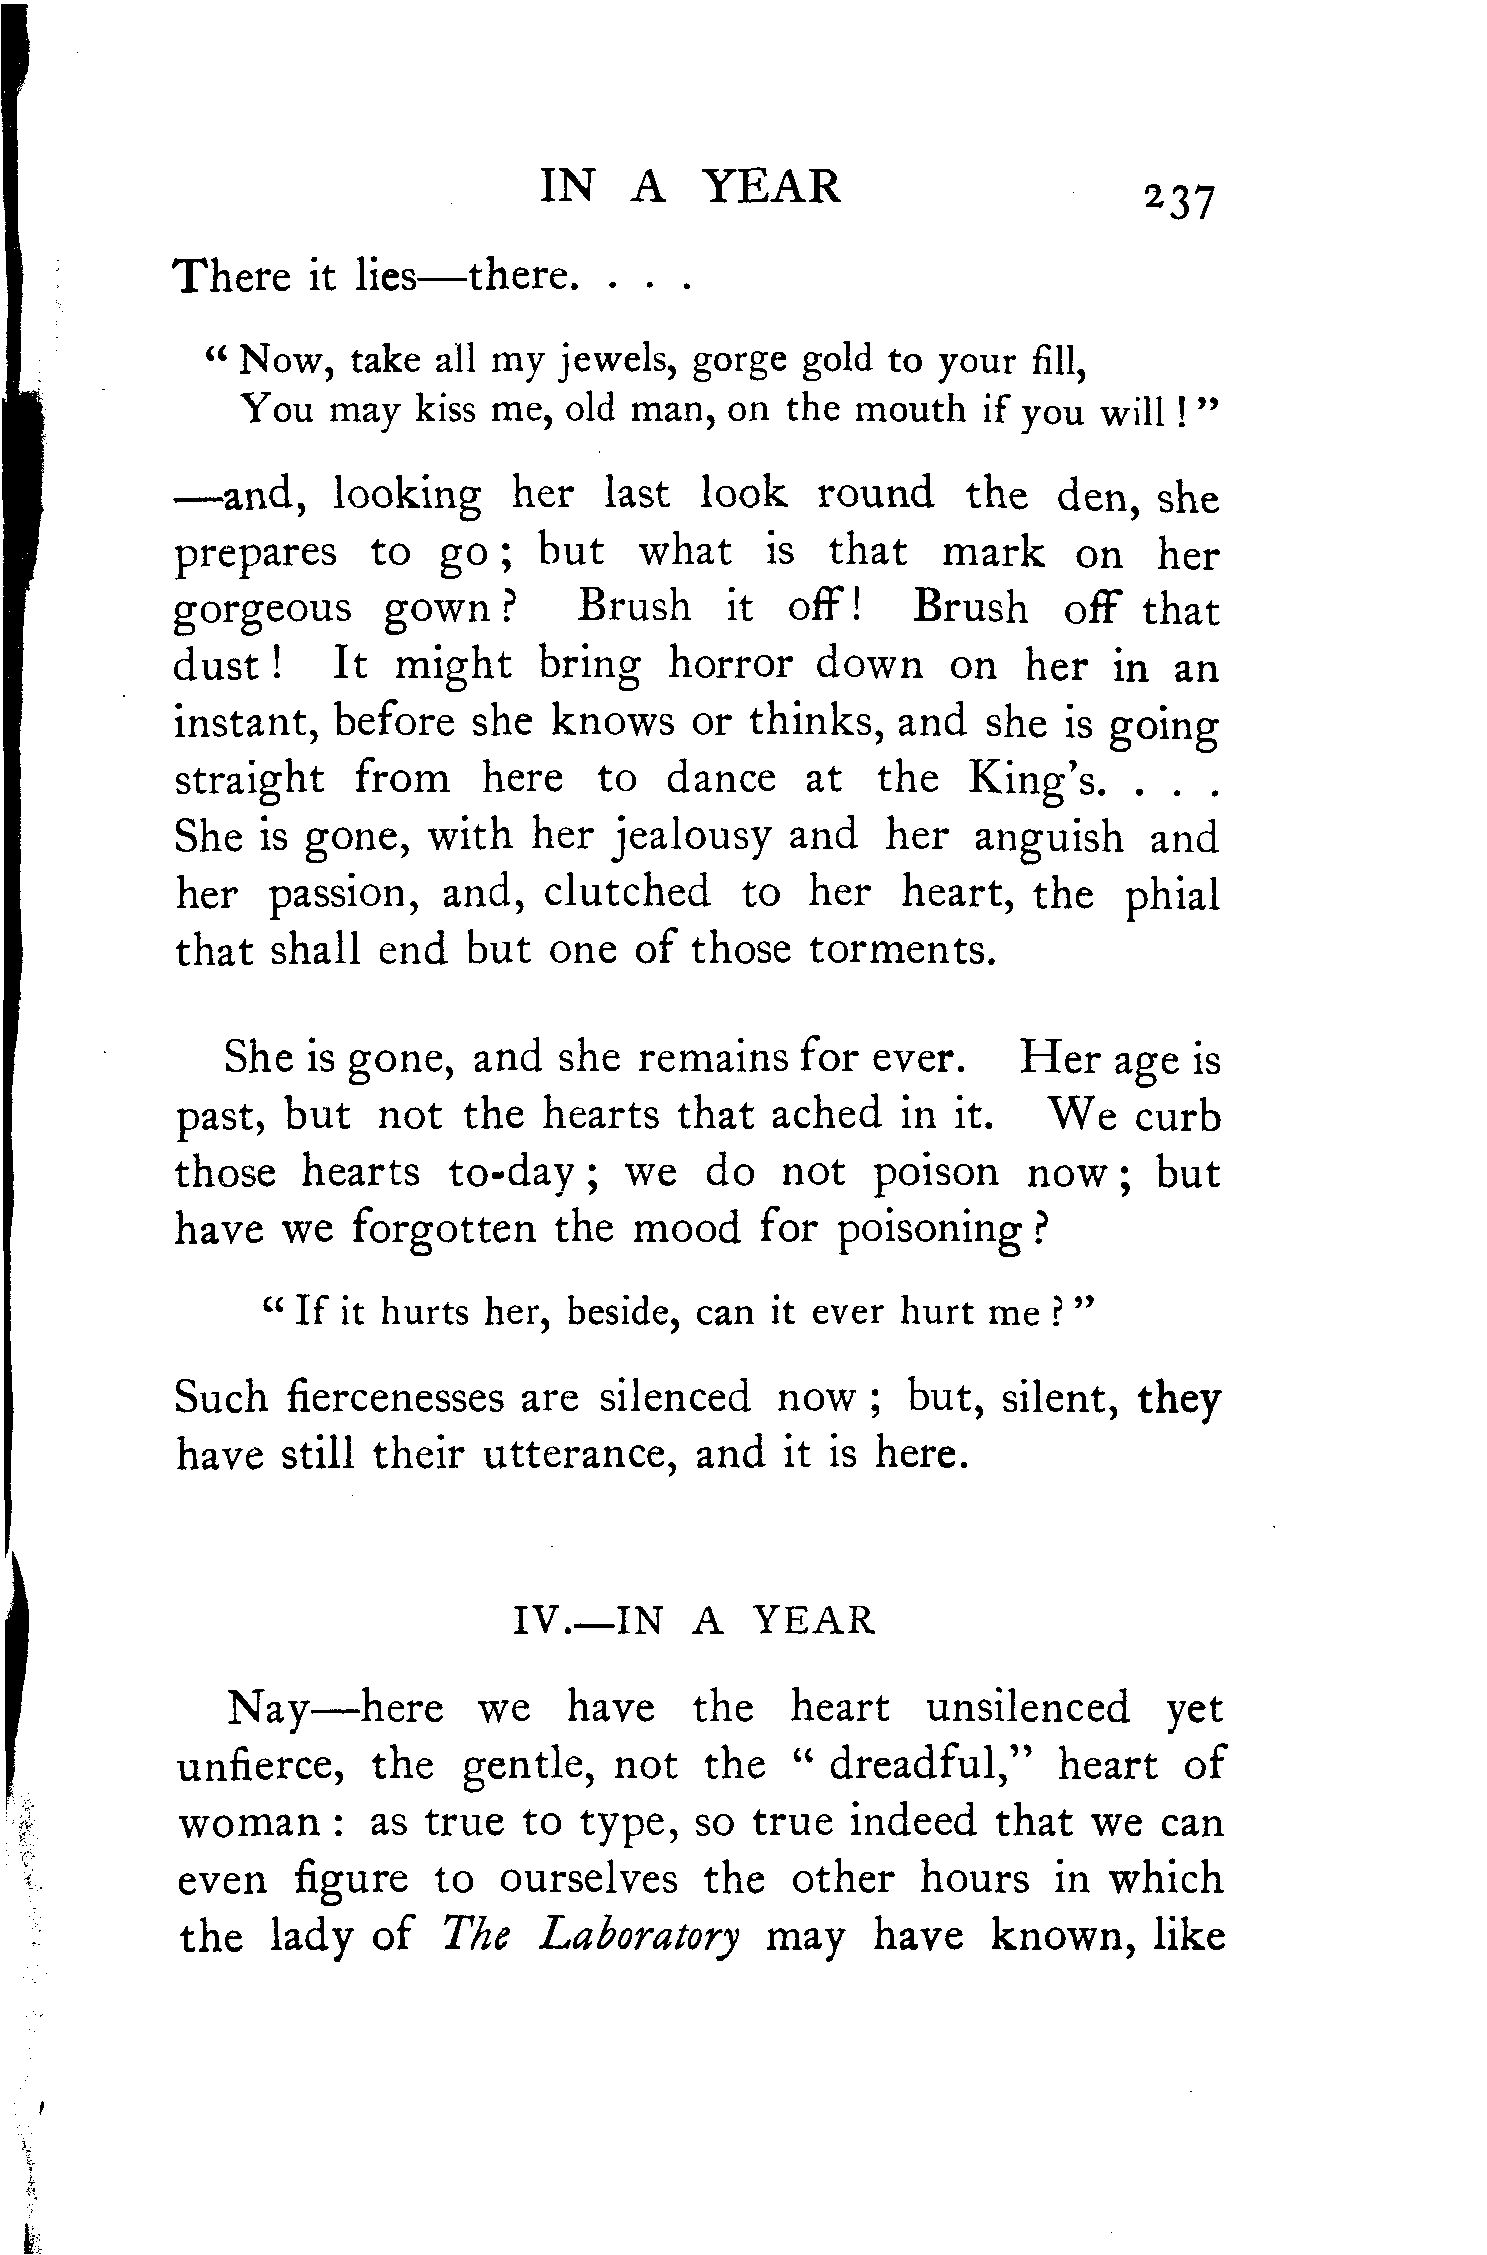 IN A YEAR 237
There it lies—there. . . .
“ Now, take all my jewels, gorge gold to your fill,
You may kiss me, old man, on the mouth if you will ! ”
—and, looking her last look round the den, she
prepares to go ; but what is that mark on her
gorgeous gown ? Brush it off! Brush off that
dust ! It might bring horror down on her in an
instant, before she knows or thinks, and she is going
straight from here to dance at the King’s. . . .
She is gone, with her jealousy and her anguish and
her passion, and, clutched to her heart, the phial
that shall end but one of those torments.
She is gone, and she remains for ever. Her age is
past, but not the hearts that ached in it. We curb
those hearts to-day ; we do not poison now ; but
have we forgotten the mood for poisoning ?
“ If it hurts her, beside, can it ever hurt me ? ”
Such fiercenesses are silenced now ; but, silent, they
have still their utterance, and it is here.
IV.—IN A YEAR
Nay—here we have the heart unsilenced yet
unfierce, the gentle, not the “ dreadful,” heart of
woman : as true to type, so true indeed that we can
even figure to ourselves the other hours in which
the lady of The Laboratory may have known, like